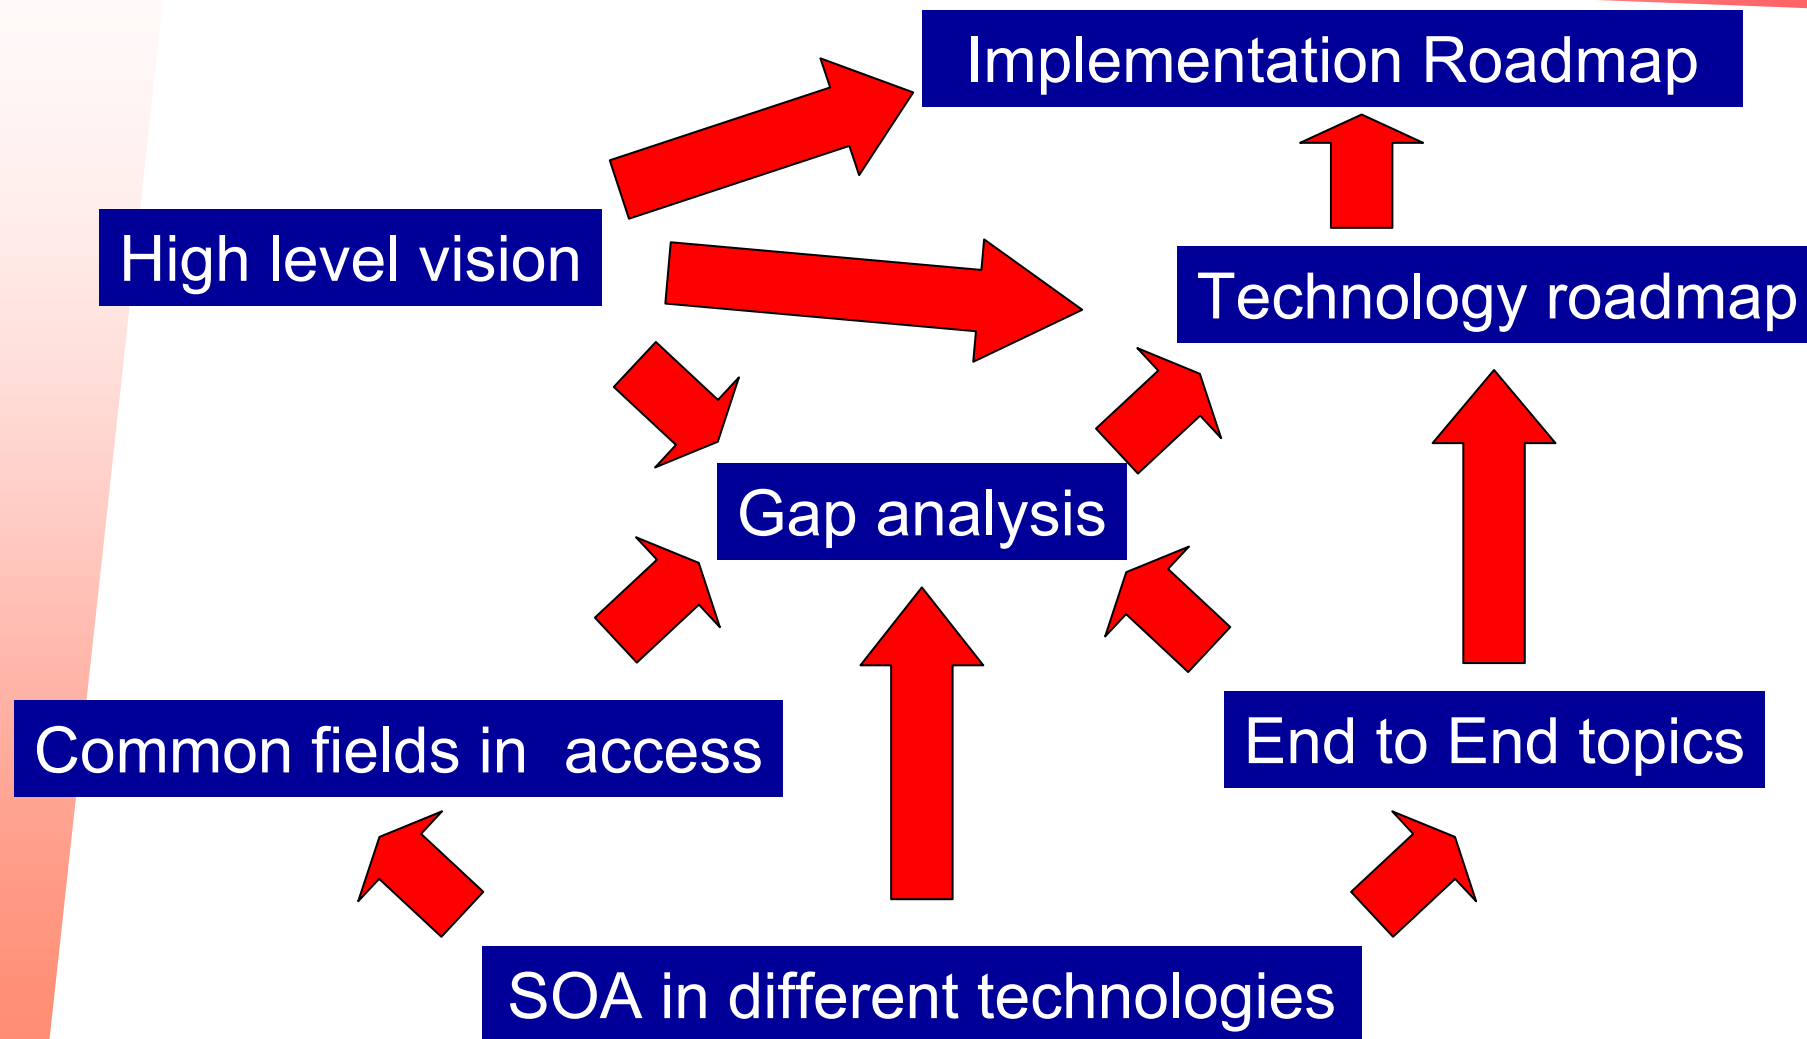 Implementation Roadmap
High level vision
Technology roadmap
Gap analysis
Common fields in  access
End to End topics
SOA in different technologies